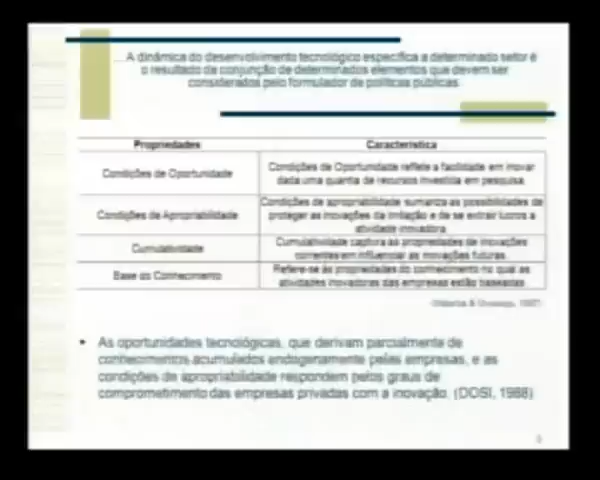 ...A dinâmica do desenvolvimento tecnológico específica a determinado setor é
o resultado da conjunção de determinados elementos que devem ser
considerados pelo formulador de políticas públicas.
Propriedades Característica
Condições de Oportunidade Condições de Oportunidade reflete a facilidade em inovar
dada uma quantia de recursos investida em pesquisa.
Condições de Apropriabilidade Condições de apropriabilidade sumariza as possibilidades de
proteger as inovações da imitação e de se extrair lucros a
atividade inovadora.
Cumulatividade Cumulatividade captura as propriedades de inovações
correntes em influenciar as inovações futuras.
Base do Conhecimento Refere-se às propriedades do conhecimento no qual as
atividades inovadoras das empresas estão baseadas
• As oportunidades tecnológicas, que derivam parcialmente de
conhecimentos acumulados endogenamente pelas empresas, e as
condições de apropriabilidade respondem pelos graus de
comprometimento das empresas privadas com a inovação. (DOSI, 1988)